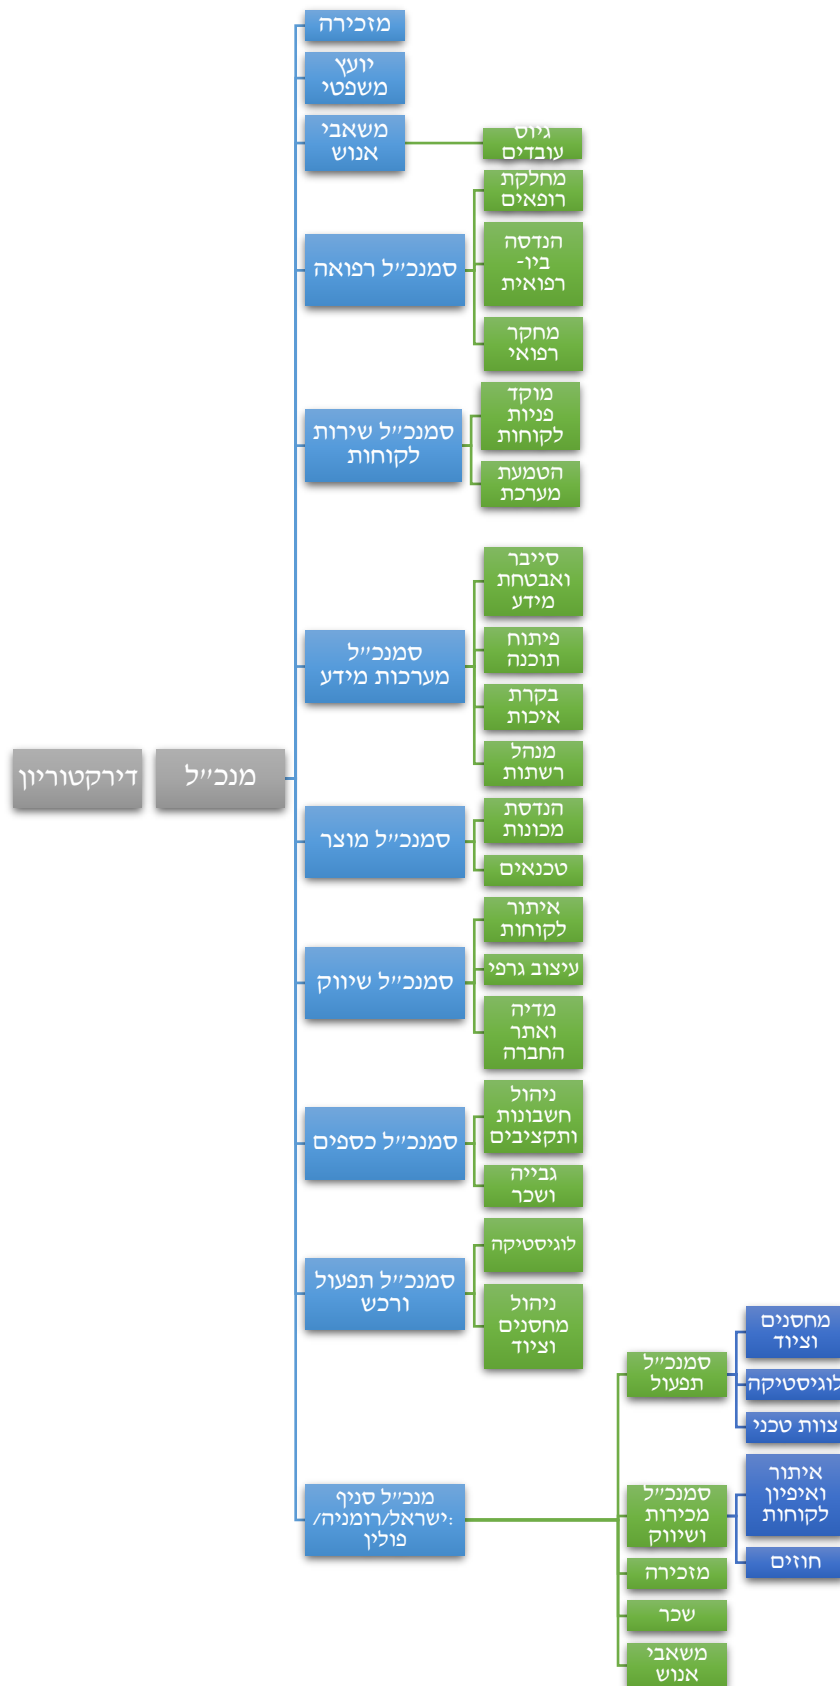 מזכירה
יועץ
משפטי
משאבי
אנוש
גיוס
עובדים
סמנכ״ל רפואה
מחלקת
רופאים
הנדסה
ביו-
רפואית
מחקר
רפואי
סמנכ״ל שירות
לקוחות
מוקד
פניות
לקוחות
הטמעת
מערכת
סמנכ״ל
מערכות מידע
סייבר
ואבטחת
מידע
פיתוח
תוכנה
בקרת
איכות
מנהל
רשתות
דירקטוריון
מנכ״ל
סמנכ״ל מוצר
הנדסת
מכונות
טכנאים
סמנכ״ל שיווק
איתור
לקוחות
עיצוב גרפי
מדיה
ואתר
החברה
סמנכ״ל כספים
ניהול
חשבונות
ותקציבים
גבייה
ושכר
סמנכ״ל תפעול
ורכש
לוגיסטיקה
ניהול
מחסנים
וציוד
מנכ״ל סניף
:ישראל/רומניה/
פולין
סמנכ״ל
תפעול
מחסנים
וציוד
לוגיסטיקה
צוות טכני
סמנכ״ל
מכירות
ושיווק
איתור
ואיפיון
לקוחות
חוזים
מזכירה
שכר
משאבי
אנוש